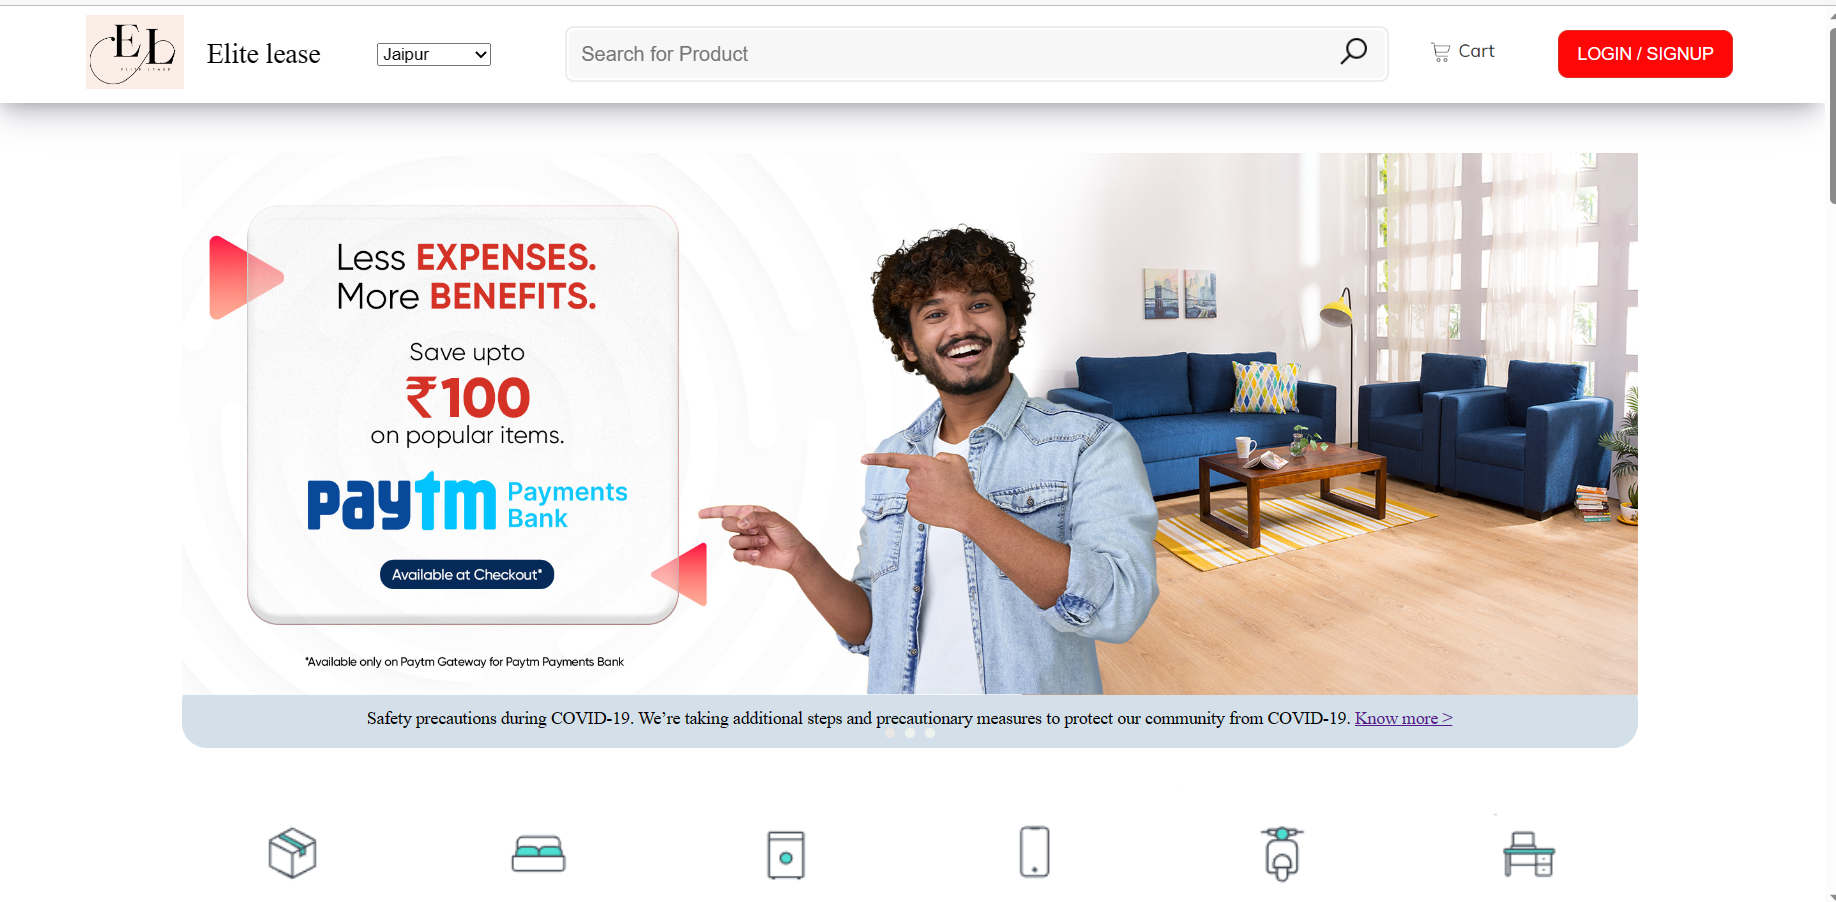 EL
ELITE LEASE
Elite lease
Jaipur
Search for Product
Cart
LOGIN / SIGNUP
Less EXPENSES.
More BENEFITS.
Save upto
₹100
on popular items.
paytm Payments
Bank
Available at Checkout*
*Available only on Paytm Gateway for Paytm Payments Bank
Safety precautions during COVID-19. We’re taking additional steps and precautionary measures to protect our community from COVID-19. Know more >